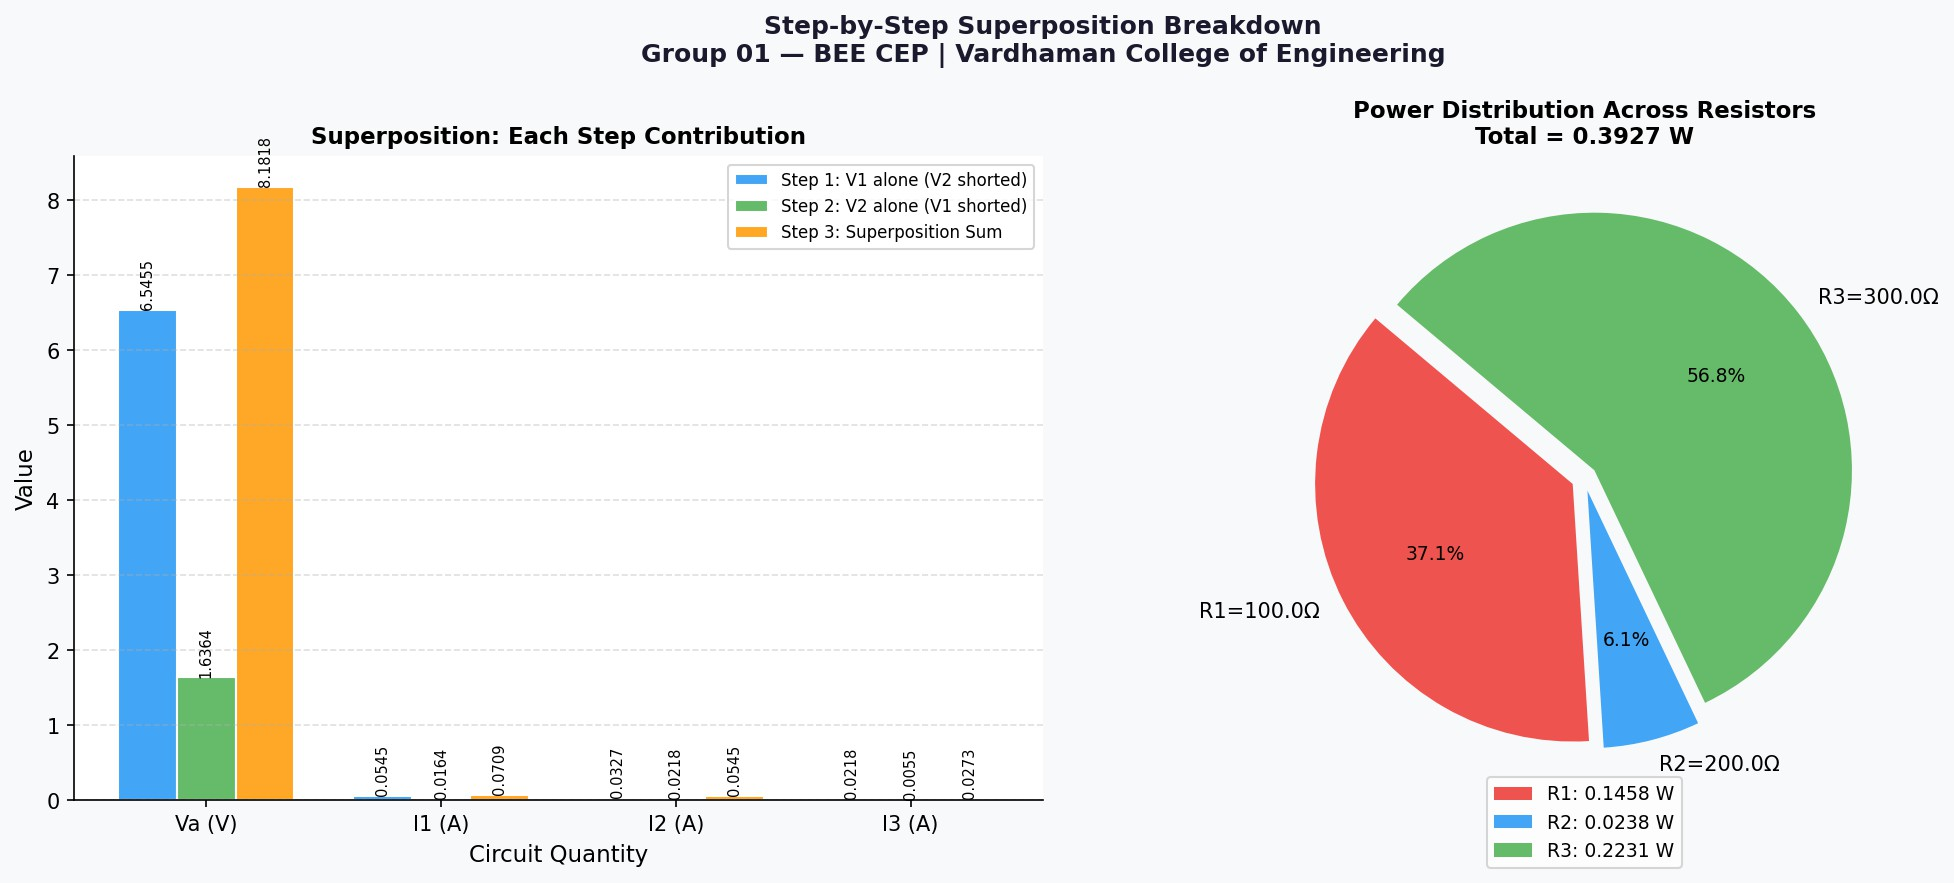 Step-by-Step Superposition Breakdown
Group 01 — BEE CEP | Vardhaman College of Engineering
Superposition: Each Step Contribution
Step 1: V1 alone (V2 shorted)
Step 2: V2 alone (V1 shorted)
Step 3: Superposition Sum
Value
8
7
6
5
4
3
2
1
0
6.5455
1.6364
8.1818
0.0545
0.0164
0.0709
0.0327
0.0218
0.0545
0.0218
0.0055
0.0273
Va (V)
I1 (A)
I2 (A)
I3 (A)
Circuit Quantity
Power Distribution Across Resistors
Total = 0.3927 W
R3=300.0Ω
56.8%
37.1%
R1=100.0Ω
6.1%
R2=200.0Ω
R1: 0.1458 W
R2: 0.0238 W
R3: 0.2231 W